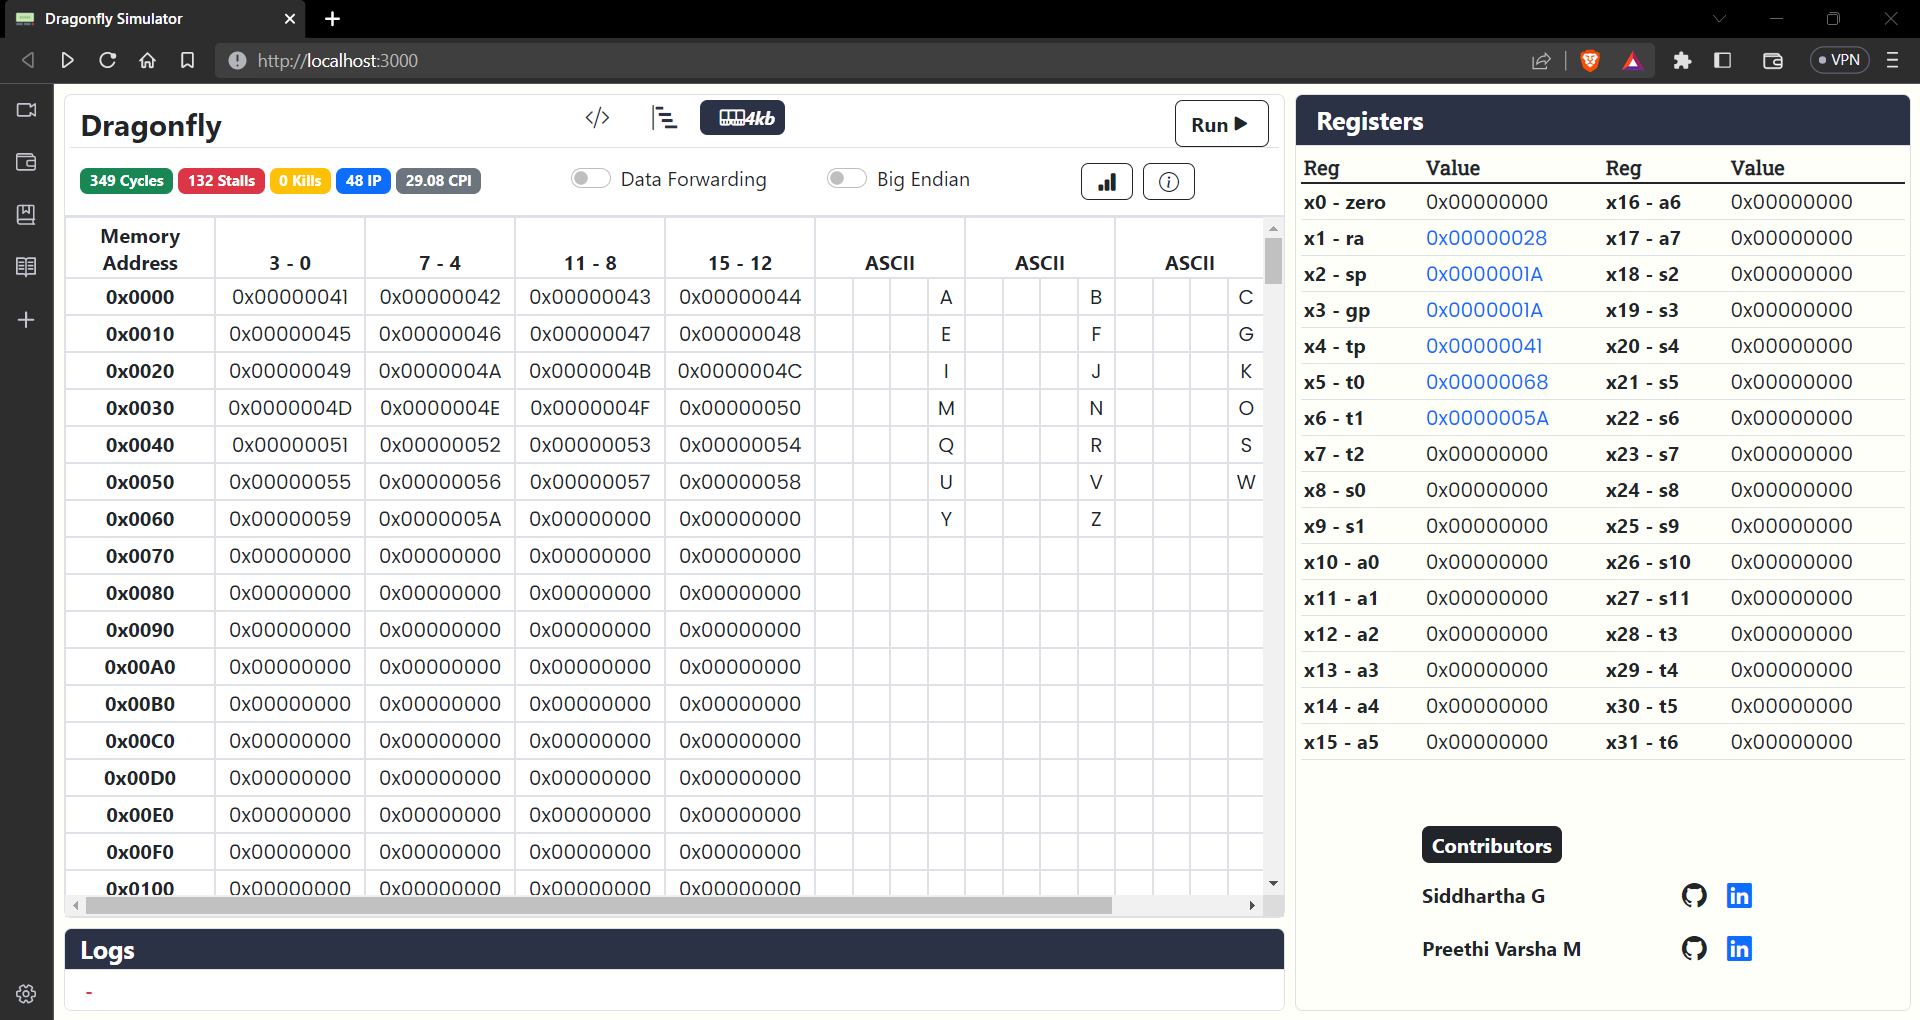 Dragonfly Simulator
http://localhost:3000
VPN
Dragonfly
</>
4kb
Run
349 Cycles 132 Stalls 0 Kills 48 IP 29.08 CPI
Data Forwarding
Big Endian
Memory Address 3 - 0 7 - 4 11 - 8 15 - 12 ASCII ASCII ASCII
0x0000 0x00000041 0x00000042 0x00000043 0x00000044 A B C
0x0010 0x00000045 0x00000046 0x00000047 0x00000048 E F G
0x0020 0x00000049 0x0000004A 0x0000004B 0x0000004C I J K
0x0030 0x0000004D 0x0000004E 0x0000004F 0x00000050 M N O
0x0040 0x00000051 0x00000052 0x00000053 0x00000054 Q R S
0x0050 0x00000055 0x00000056 0x00000057 0x00000058 U V W
0x0060 0x00000059 0x0000005A 0x00000000 0x00000000 Y Z
0x0070 0x00000000 0x00000000 0x00000000 0x00000000
0x0080 0x00000000 0x00000000 0x00000000 0x00000000
0x0090 0x00000000 0x00000000 0x00000000 0x00000000
0x00A0 0x00000000 0x00000000 0x00000000 0x00000000
0x00B0 0x00000000 0x00000000 0x00000000 0x00000000
0x00C0 0x00000000 0x00000000 0x00000000 0x00000000
0x00D0 0x00000000 0x00000000 0x00000000 0x00000000
0x00E0 0x00000000 0x00000000 0x00000000 0x00000000
0x00F0 0x00000000 0x00000000 0x00000000 0x00000000
0x0100 0x00000000 0x00000000 0x00000000 0x00000000
Logs
-
Registers
Reg Value Reg Value
x0 - zero 0x00000000 x16 - a6 0x00000000
x1 - ra 0x00000028 x17 - a7 0x00000000
x2 - sp 0x0000001A x18 - s2 0x00000000
x3 - gp 0x0000001A x19 - s3 0x00000000
x4 - tp 0x00000041 x20 - s4 0x00000000
x5 - t0 0x00000068 x21 - s5 0x00000000
x6 - t1 0x0000005A x22 - s6 0x00000000
x7 - t2 0x00000000 x23 - s7 0x00000000
x8 - s0 0x00000000 x24 - s8 0x00000000
x9 - s1 0x00000000 x25 - s9 0x00000000
x10 - a0 0x00000000 x26 - s10 0x00000000
x11 - a1 0x00000000 x27 - s11 0x00000000
x12 - a2 0x00000000 x28 - t3 0x00000000
x13 - a3 0x00000000 x29 - t4 0x00000000
x14 - a4 0x00000000 x30 - t5 0x00000000
x15 - a5 0x00000000 x31 - t6 0x00000000
Contributors
Siddhartha G in
Preethi Varsha M in